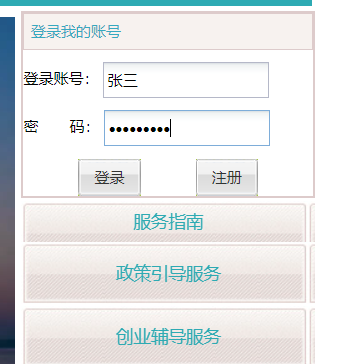 登录我的账号
登录账号： 张三
密 码： •••••••••
登录 注册
服务指南
政策引导服务
创业辅导服务